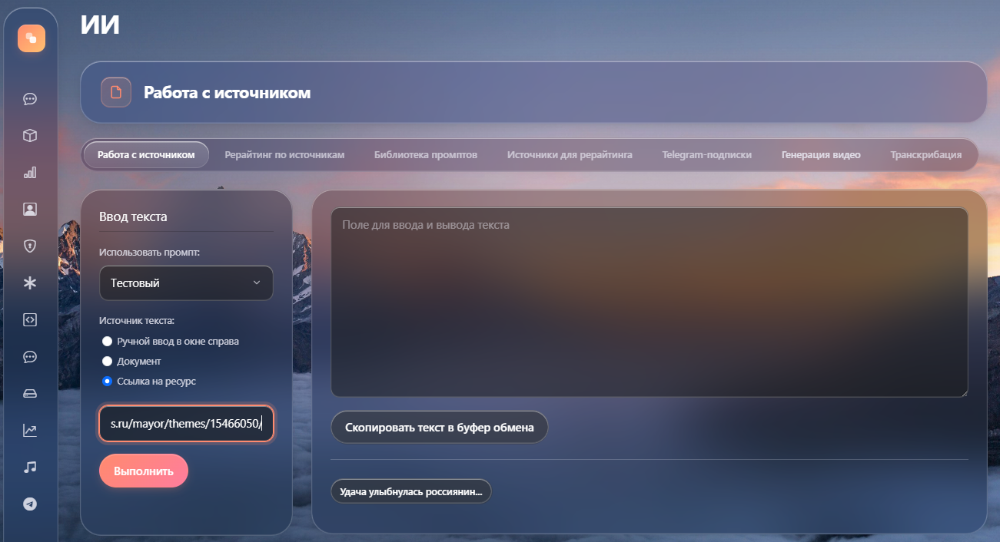 ИИ
Работа с источником
Работа с источником Рерайтинг по источникам Библиотека промптов Источники для рерайтинга Telegram-подписки Генерация видео Транскрибация
Ввод текста
Использовать промпт:
Тестовый
Источник текста:
Ручной ввод в окне справа
Документ
Ссылка на ресурс
s.ru/mayor/themes/15466050/
Выполнить
Поле для ввода и вывода текста
Скопировать текст в буфер обмена
Удача улыбнулась россиянин...